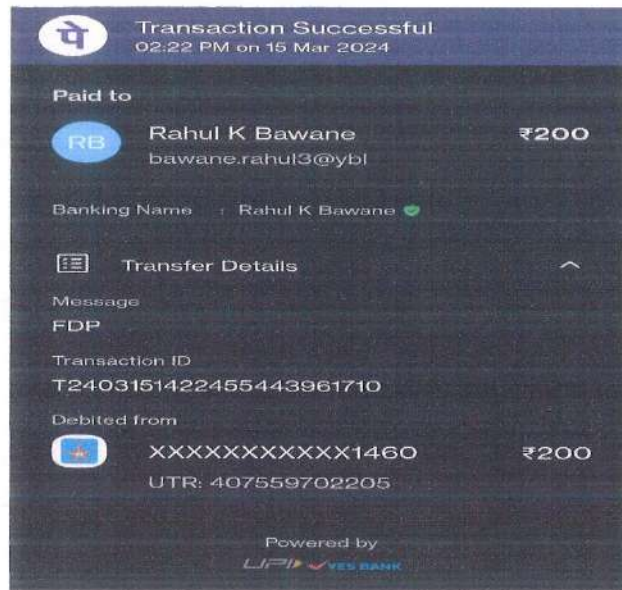 पे
Transaction Successful
02:22 PM on 15 Mar 2024
Paid to
RB
Rahul K Bawane ₹200
bawane.rahul3@ybl
Banking Name : Rahul K Bawane
Transfer Details
Message
FDP
Transaction ID
T2403151422455443961710
Debited from
XXXXXXXXXXX1460 ₹200
UTR: 407559702205
Powered by
UPI YES BANK